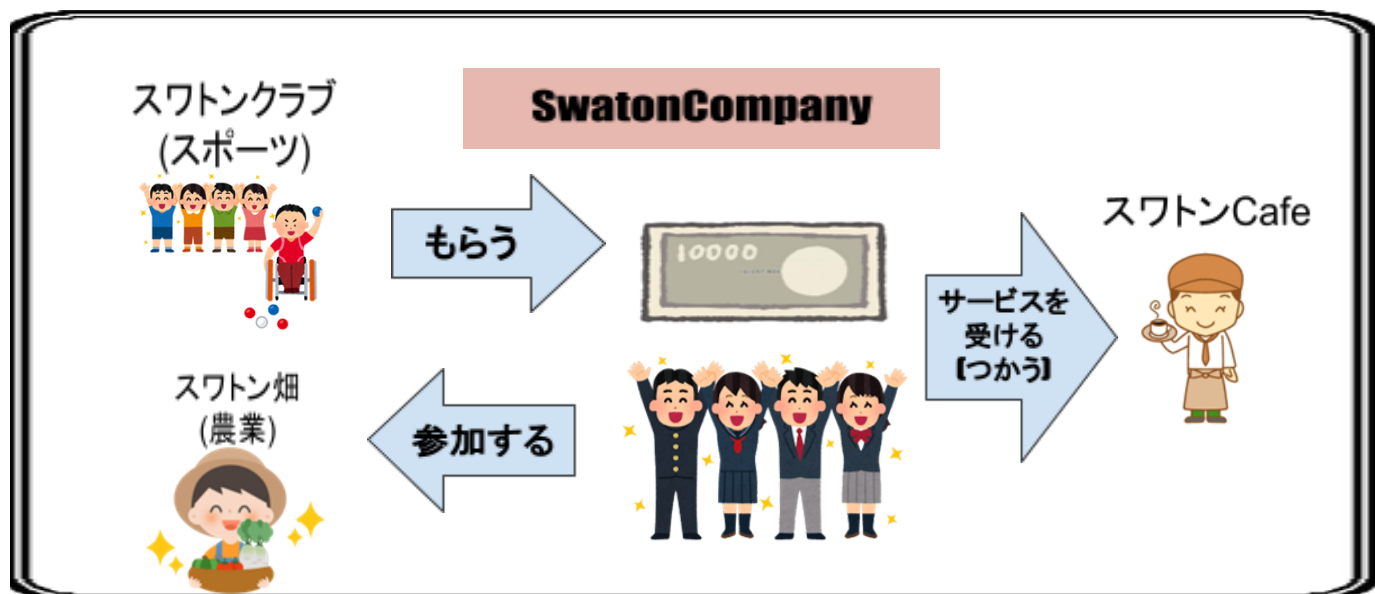 スワトンクラブ
(スポーツ)
SwatonCompany
もらう
10000
サービスを
受ける
(つかう)
スワトンCafe
スワトン畑
(農業)
参加する